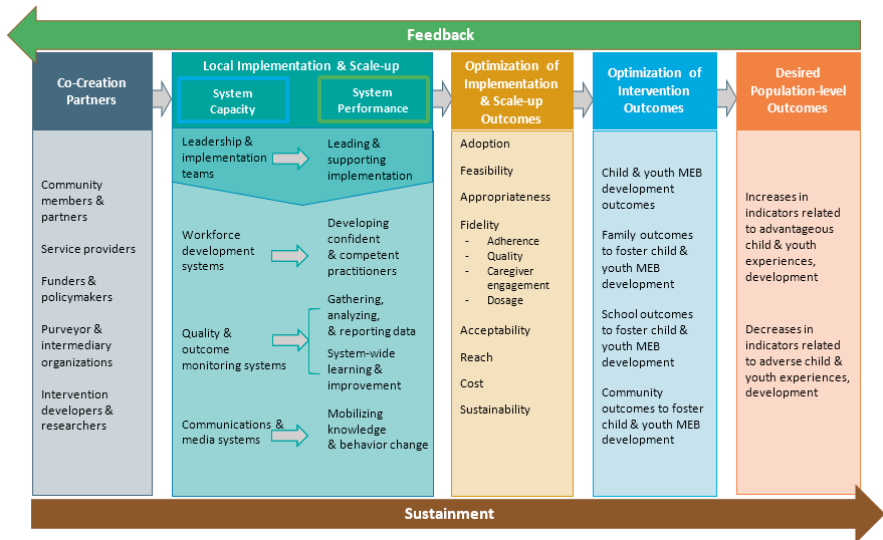 Feedback
Co-Creation
Partners
Community
members &
partners
Service providers
Funders &
policymakers
Purveyor &
intermediary
organizations
Intervention
developers &
researchers
Local Implementation & Scale-up
System
Capacity
System
Performance
Leadership &
implementation
teams
Leading &
supporting
implementation
Workforce
development
systems
Developing
confident
& competent
practitioners
Quality &
outcome
monitoring systems
Gathering,
analyzing,
& reporting data
System-wide
learning &
improvement
Communications &
media systems
Mobilizing
knowledge
& behavior change
Optimization of
Implementation
& Scale-up
Outcomes
Adoption
Feasibility
Appropriateness
Fidelity
- Adherence
- Quality
- Caregiver
engagement
- Dosage
Acceptability
Reach
Cost
Sustainability
Optimization of
Intervention
Outcomes
Child & youth MEB
development
outcomes
Family outcomes
to foster child &
youth MEB
development
School outcomes
to foster child &
youth MEB
development
Community
outcomes to foster
child & youth MEB
development
Desired
Population-level
Outcomes
Increases in
indicators related
to advantageous
child & youth
experiences,
development
Decreases in
indicators related
to adverse child &
youth experiences,
development
Sustainment